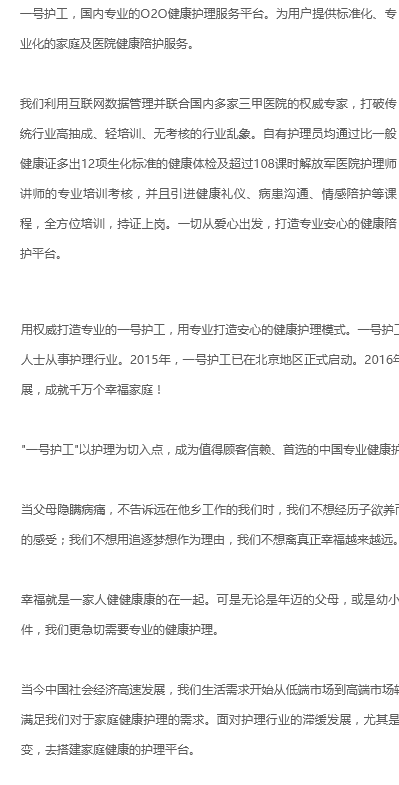 一号护工，国内专业的O2O健康护理服务平台。为用户提供标准化、专
业化的家庭及医院健康陪护服务。
我们利用互联网数据管理并联合国内多家三甲医院的权威专家，打破传
统行业高抽成、轻培训、无考核的行业乱象。自有护理员均通过比一般
健康证多出12项生化标准的健康体检及超过108课时解放军医院护理师
讲师的专业培训考核，并且引进健康礼仪、病患沟通、情感陪护等课
程，全方位培训，持证上岗。一切从爱心出发，打造专业安心的健康陪
护平台。
用权威打造专业的一号护工，用专业打造安心的健康护理模式。一号护工
人士从事护理行业。2015年，一号护工已在北京地区正式启动。2016年
展，成就千万个幸福家庭！
"一号护工"以护理为切入点，成为值得顾客信赖、首选的中国专业健康护
当父母隐瞒病痛，不告诉远在他乡工作的我们时，我们不想经历子欲养而
的感受；我们不想用追逐梦想作为理由，我们不想离真正幸福越来越远。
幸福就是一家人健健康康的在一起。可是无论是年迈的父母，或是幼小
件，我们更急切需要专业的健康护理。
当今中国社会经济高速发展，我们生活需求开始从低端市场到高端市场转
满足我们对于家庭健康护理的需求。面对护理行业的滞缓发展，尤其是
变，去搭建家庭健康的护理平台。